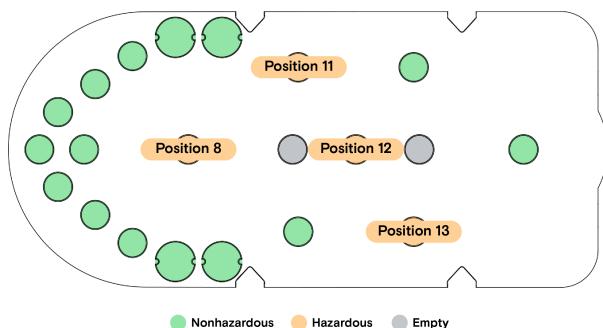 Position 11
Position 8
Position 12
Position 13
Nonhazardous Hazardous Empty